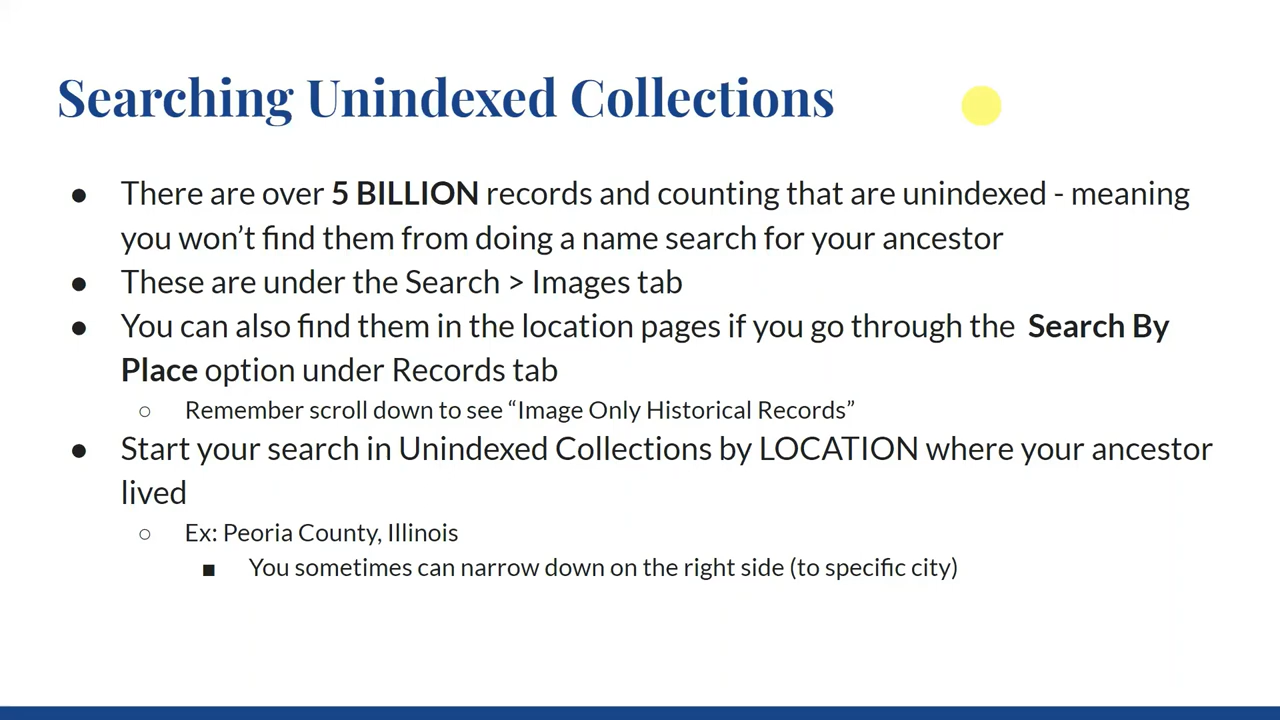 Searching Unindexed Collections
● There are over 5 BILLION records and counting that are unindexed - meaning
you won’t find them from doing a name search for your ancestor
● These are under the Search > Images tab
● You can also find them in the location pages if you go through the Search By
Place option under Records tab
○ Remember scroll down to see “Image Only Historical Records”
● Start your search in Unindexed Collections by LOCATION where your ancestor
lived
○ Ex: Peoria County, Illinois
■ You sometimes can narrow down on the right side (to specific city)